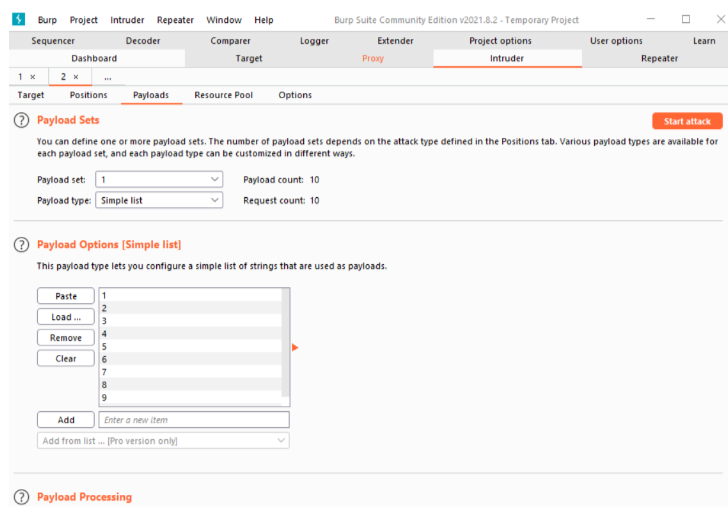 Burp Project Intruder Repeater Window Help Burp Suite Community Edition v2021.8.2 - Temporary Project
Sequencer Decoder Comparer Logger Extender Project options User options Learn
Dashboard Target Proxy Intruder Repeater
1 × 2 × ...
Target Positions Payloads Resource Pool Options
? Payload Sets Start attack
You can define one or more payload sets. The number of payload sets depends on the attack type defined in the Positions tab. Various payload types are available for
each payload set, and each payload type can be customized in different ways.
Payload set: 1 Payload count: 10
Payload type: Simple list Request count: 10
? Payload Options [Simple list]
This payload type lets you configure a simple list of strings that are used as payloads.
Paste
Load ...
Remove
Clear
1
2
3
4
5
6
7
8
9
Add Enter a new item
Add from list ... [Pro version only]
? Payload Processing